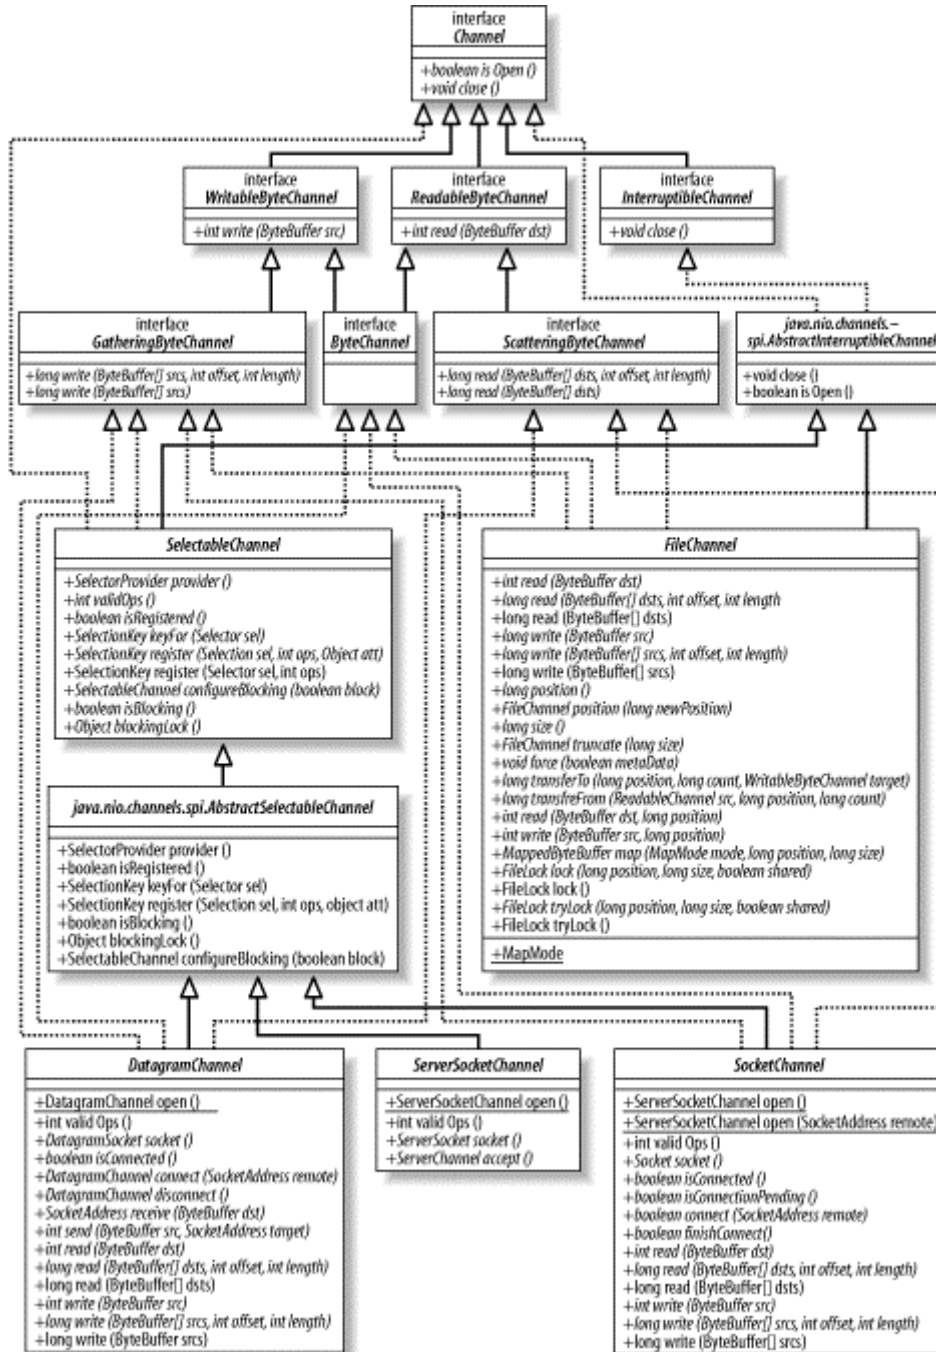 interface
Channel
+boolean is Open ()
+void close ()
interface
WritableByteChannel
+int write (ByteBuffer src)
interface
ReadableByteChannel
+int read (ByteBuffer dst)
interface
InterruptibleChannel
+void close ()
interface
GatheringByteChannel
+long write (ByteBuffer[] srcs, int offset, int length)
+long write (ByteBuffer[] srcs)
interface
ByteChannel
interface
ScatteringByteChannel
+long read (ByteBuffer[] dsts, int offset, int length)
+long read (ByteBuffer[] dsts)
java.nio.channels.–
spi.AbstractInterruptibleChannel
+void close ()
+boolean is Open ()
SelectableChannel
+SelectorProvider provider ()
+int validOps ()
+boolean isRegistered ()
+SelectionKey keyFor (Selector sel)
+SelectionKey register (Selection sel, int ops, Object att)
+SelectionKey register (Selector sel, int ops)
+SelectableChannel configureBlocking (boolean block)
+boolean isBlocking ()
+Object blockingLock ()
FileChannel
+int read (ByteBuffer dst)
+long read (ByteBuffer[] dsts, int offset, int length
+long read (ByteBuffer[] dsts)
+long write (ByteBuffer src)
+long write (ByteBuffer[] srcs, int offset, int length)
+long write (ByteBuffer[] srcs)
+long position ()
+FileChannel position (long newPosition)
+long size ()
+FileChannel truncate (long size)
+void force (boolean metaData)
+long transferTo (long position, long count, WritableByteChannel target)
+long transfreFrom (ReadableChannel src, long position, long count)
+int read (ByteBuffer dst, long position)
+int write (ByteBuffer src, long position)
+MappedByteBuffer map (MapMode mode, long position, long size)
+FileLock lock (long position, long size, boolean shared)
+FileLock lock ()
+FileLock tryLock (long position, long size, boolean shared)
+FileLock tryLock ()
+MapMode
java.nio.channels.spi.AbstractSelectableChannel
+SelectorProvider provider ()
+boolean isRegistered ()
+SelectionKey keyFor (Selector sel)
+SelectionKey register (Selection sel, int ops, object att)
+boolean isBlocking ()
+Object blockingLock ()
+SelectableChannel configureBlocking (boolean block)
DatagramChannel
+DatagramChannel open ()
+int valid Ops ()
+DatagramSocket socket ()
+boolean isConnected ()
+DatagramChannel connect (SocketAddress remote)
+DatagramChannel disconnect ()
+SocketAddress receive (ByteBuffer dst)
+int send (ByteBuffer src, SocketAddress target)
+int read (ByteBuffer dst)
+long read (ByteBuffer[] dsts, int offset, int length)
+long read (ByteBuffer[] dsts)
+int write (ByteBuffer src)
+long write (ByteBuffer[] srcs, int offset, int length)
+long write (ByteBuffer srcs)
ServerSocketChannel
+ServerSocketChannel open ()
+int valid Ops ()
+ServerSocket socket ()
+ServerChannel accept ()
SocketChannel
+ServerSocketChannel open ()
+ServerSocketChannel open (SocketAddress remote)
+int valid Ops ()
+Socket socket ()
+boolean isConnected ()
+boolean isConnectionPending ()
+boolean connect (SocketAddress remote)
+boolean finishConnect()
+int read (ByteBuffer dst)
+long read (ByteBuffer[] dsts, int offset, int length)
+long read (ByteBuffer[] dsts)
+int write (ByteBuffer src)
+long write (ByteBuffer[] srcs, int offset, int length)
+long write (ByteBuffer[] srcs)